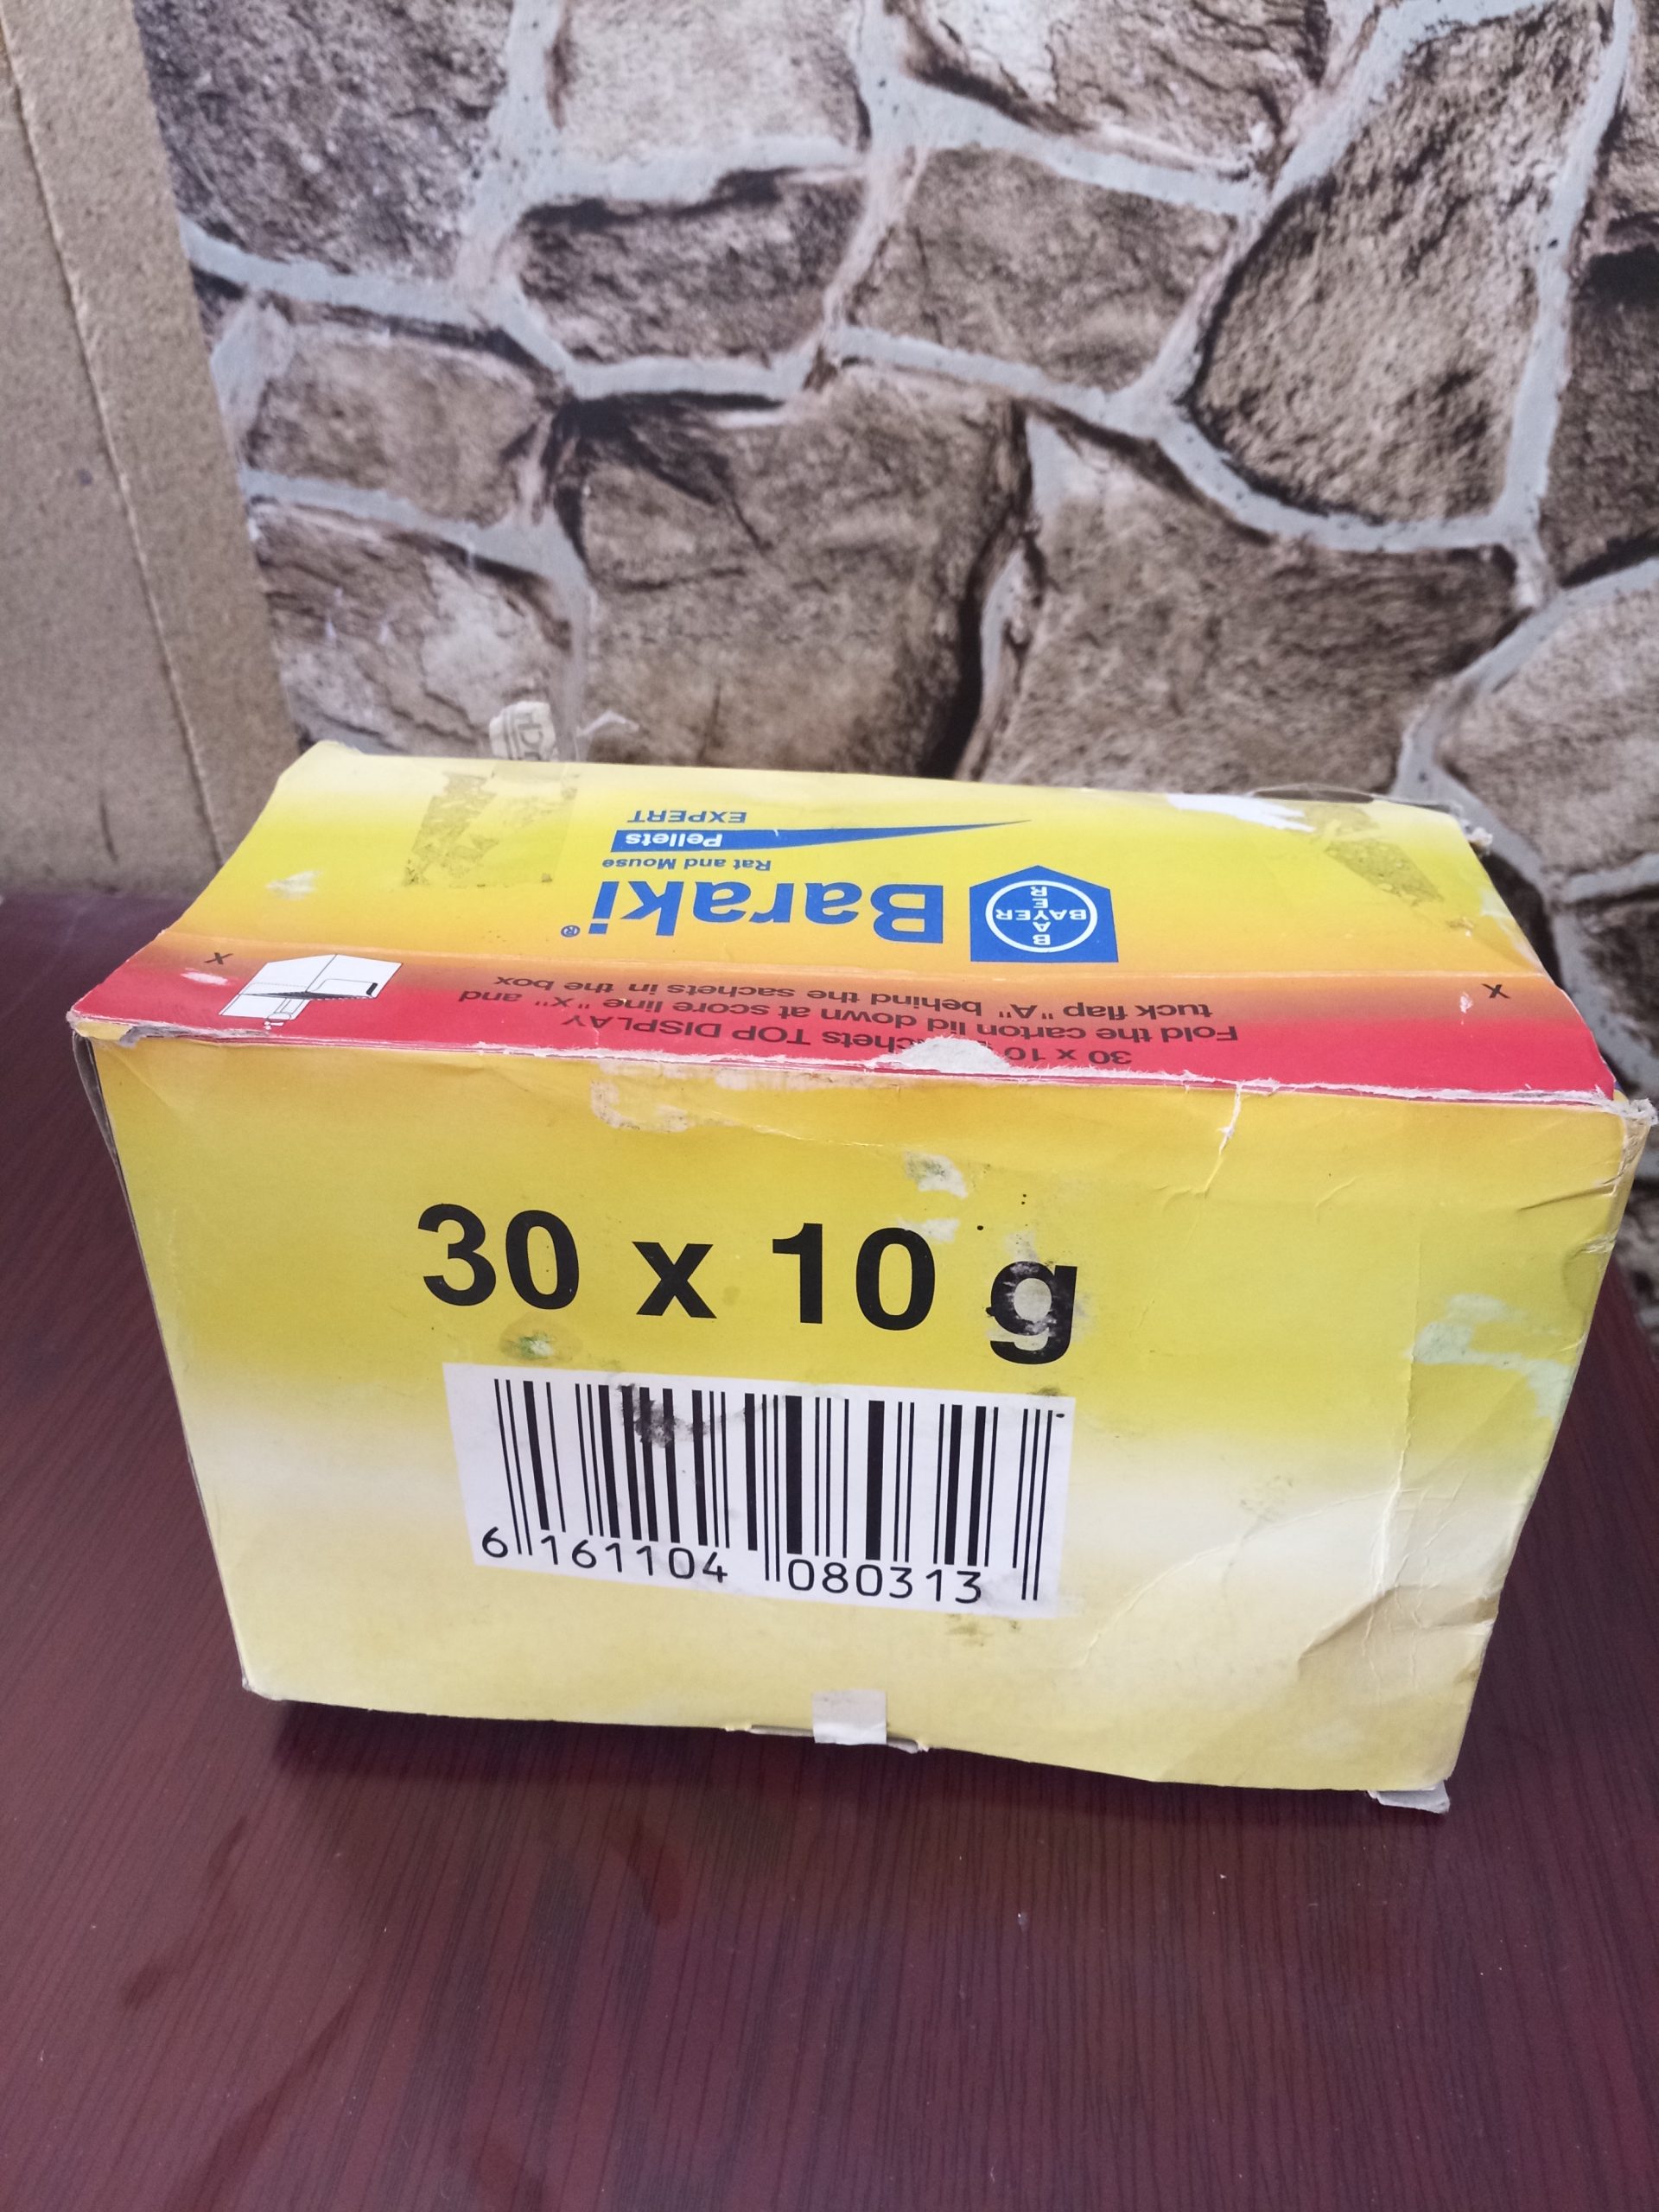 EXPERT
Pellets
Rat and Mouse
Baraki®
BAYER
BAYER
X
X
30 x 10 TOP DISPLAY
Fold the carton lid down at score line "x" and
tuck flap "A" behind the sachets in the box
30 x 10 g
6 161104 080313